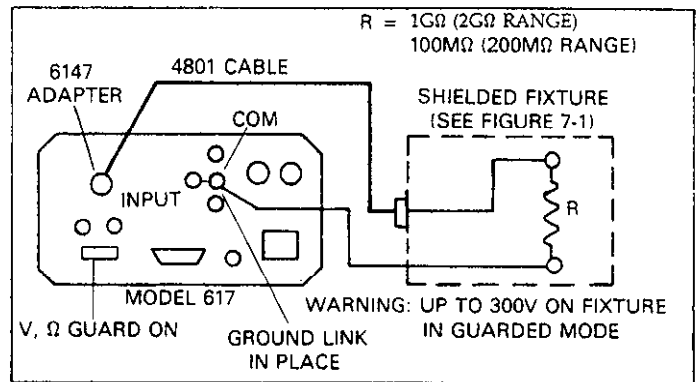 R = 1GΩ (2GΩ RANGE)
100MΩ (200MΩ RANGE)
6147
ADAPTER
4801 CABLE
COM
SHIELDED FIXTURE
(SEE FIGURE 7-1)
INPUT
R
MODEL 617
WARNING: UP TO 300V ON FIXTURE
IN GUARDED MODE
V, Ω GUARD ON
GROUND LINK
IN PLACE